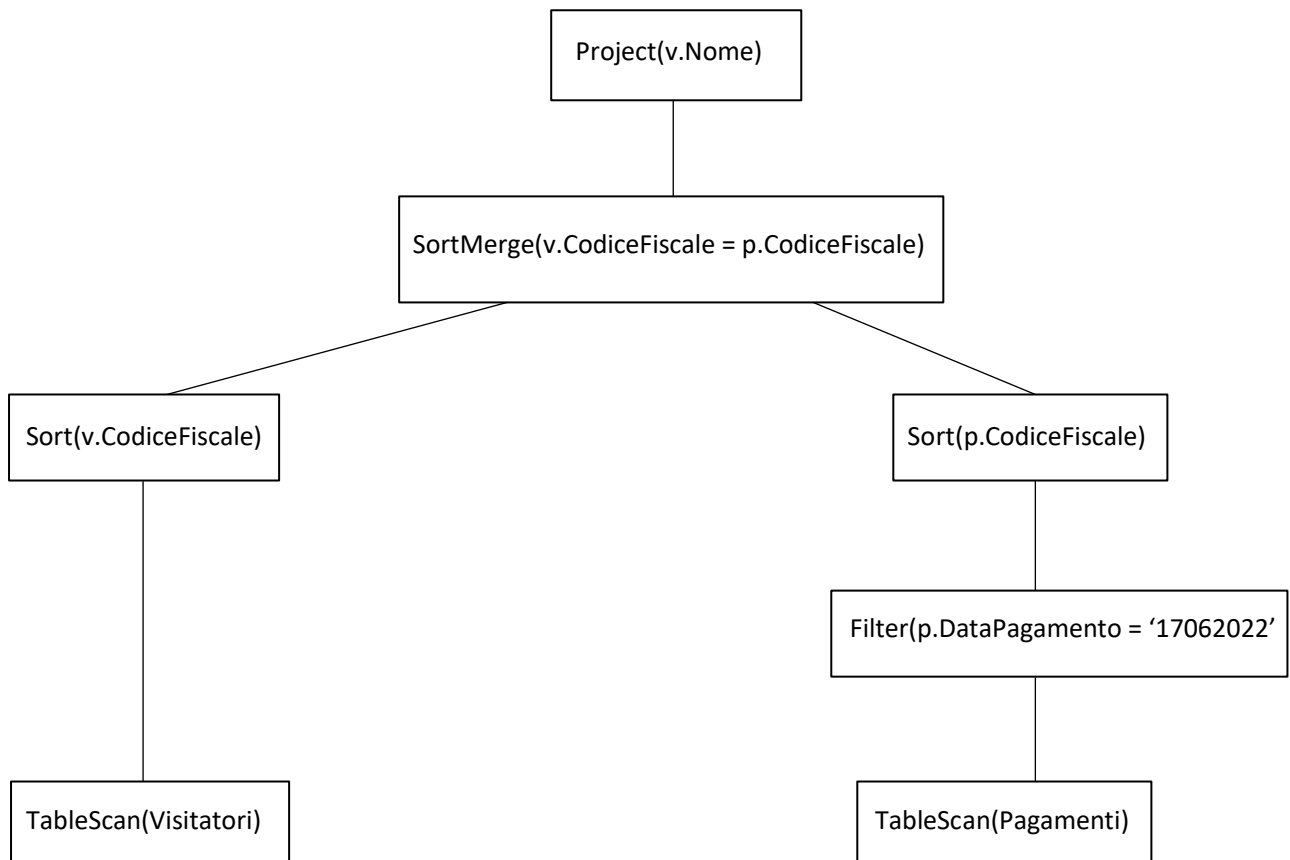 Project(v.Nome)
SortMerge(v.CodiceFiscale = p.CodiceFiscale)
Sort(v.CodiceFiscale)
Sort(p.CodiceFiscale)
Filter(p.DataPagamento = ‘17062022’
TableScan(Visitatori)
TableScan(Pagamenti)